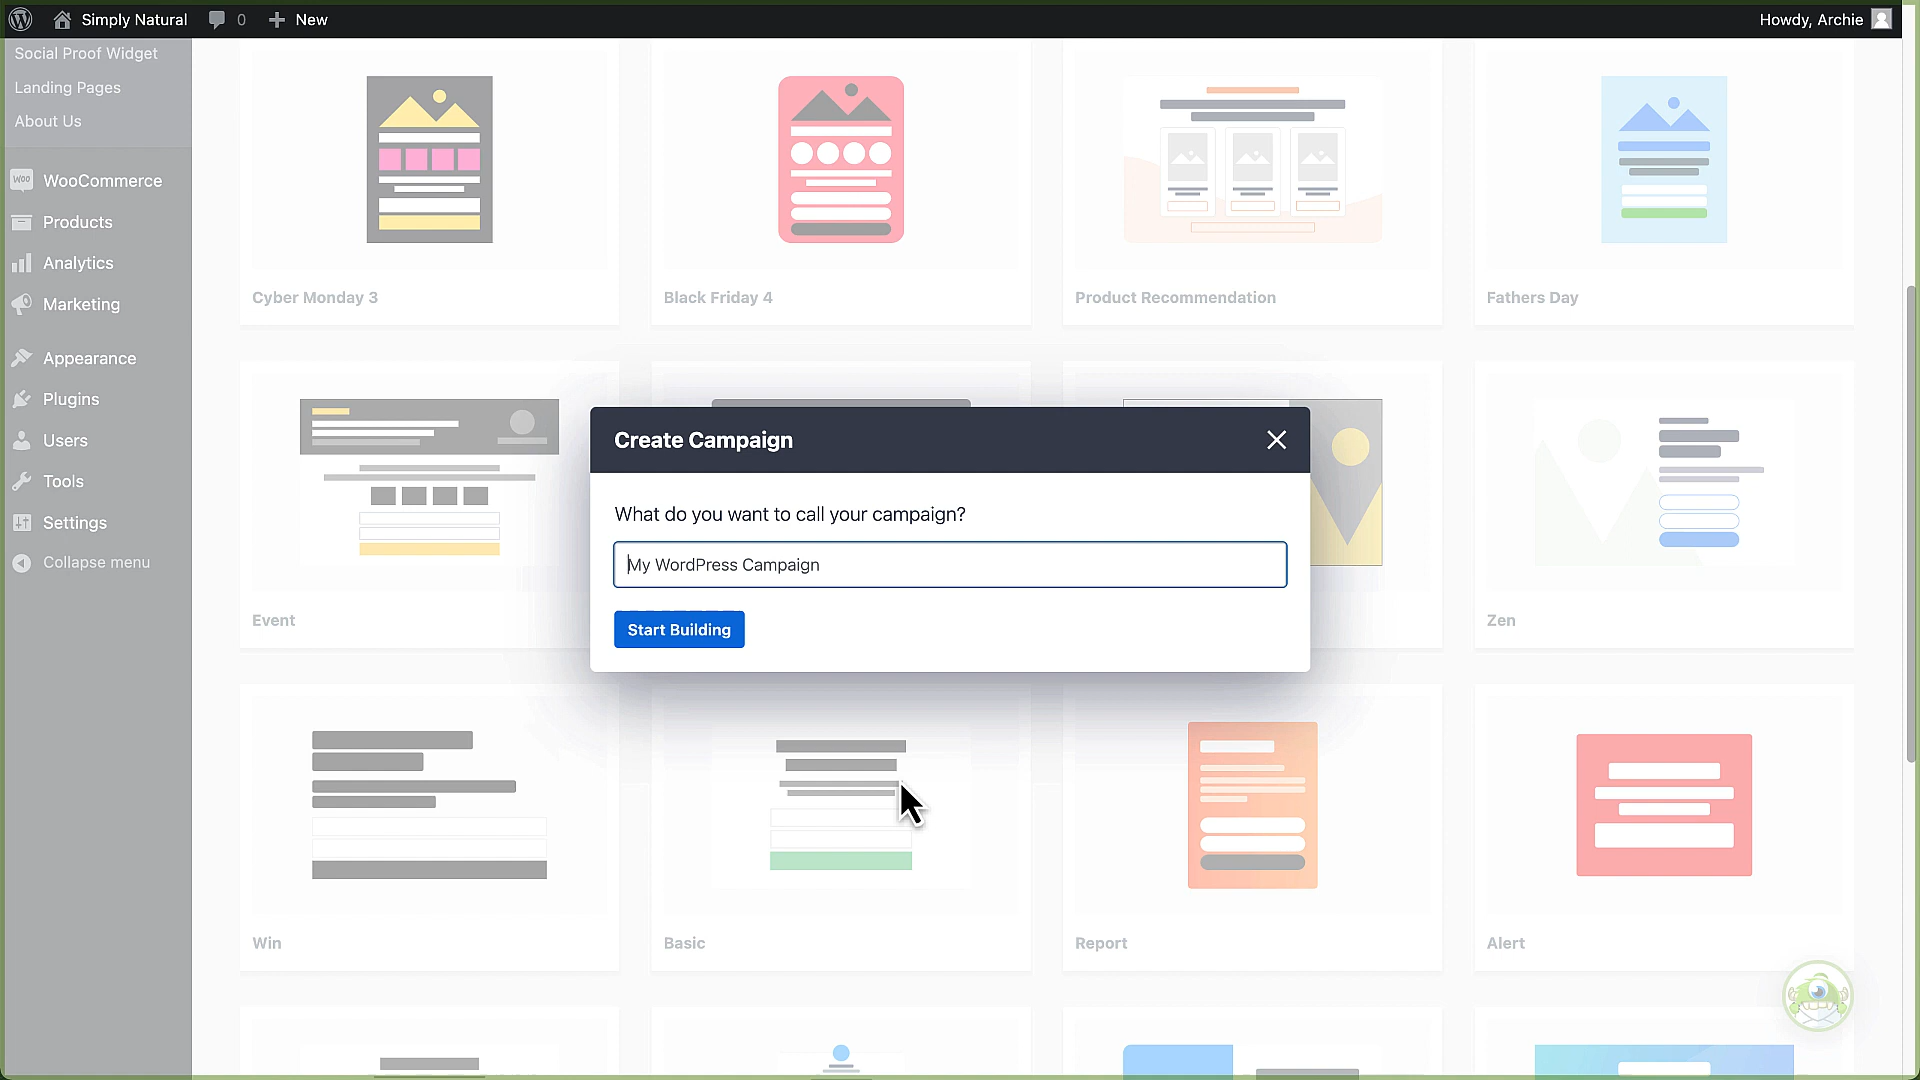 Simply Natural
0
New
Howdy, Archie
Social Proof Widget
Landing Pages
About Us
Woo
WooCommerce
Products
Analytics
Marketing
Appearance
Plugins
Users
Tools
Settings
Collapse menu
Cyber Monday 3
Black Friday 4
Product Recommendation
Fathers Day
Create Campaign
What do you want to call your campaign?
My WordPress Campaign
Start Building
Event
Zen
Win
Basic
Report
Alert